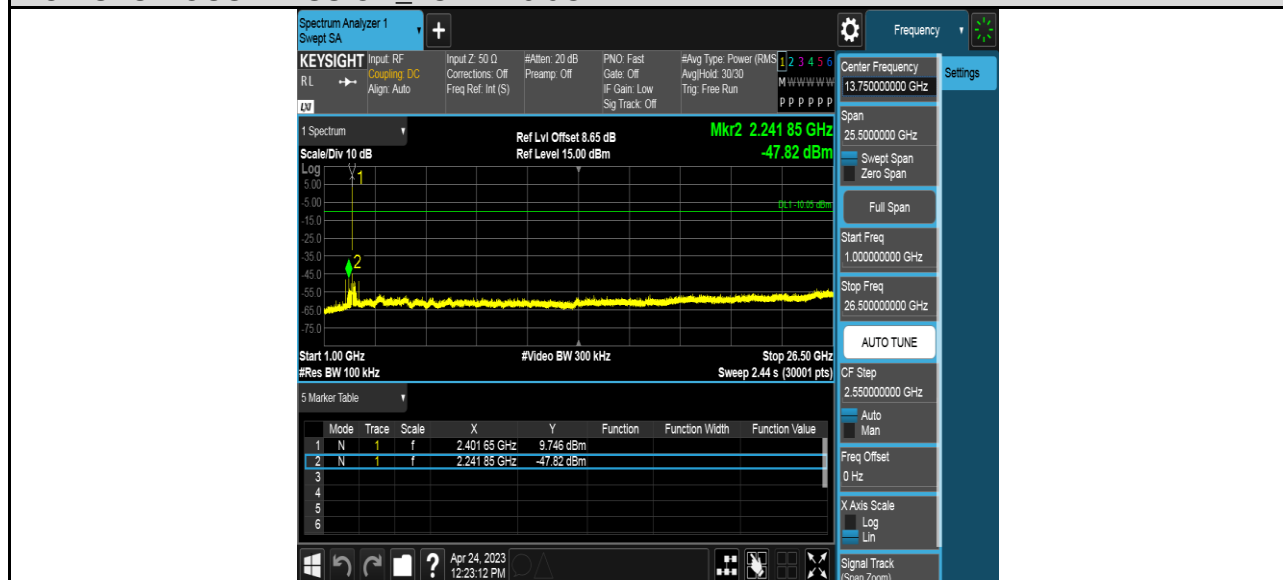 Spectrum Analyzer 1
Swept SA
Frequency
KEYSIGHT
RL
LXI
Input: RF
Coupling: DC
Align: Auto
Input Z: 50 Ω
Corrections: Off
Freq Ref: Int (S)
#Atten: 20 dB
Preamp: Off
PNO: Fast
Gate: Off
IF Gain: Low
Sig Track: Off
#Avg Type: Power (RMS
Avg|Hold: 30/30
Trig: Free Run
1 2 3 4 5 6
M W W W W W
P P P P P P
1 Spectrum
Scale/Div 10 dB
Ref Lvl Offset 8.65 dB
Ref Level 15.00 dBm
Mkr2 2.241 85 GHz
-47.82 dBm
Log
5.00
-5.00
-15.0
-25.0
-35.0
-45.0
-55.0
-65.0
-75.0
1
2
DL1 -10.05 dBm
Start 1.00 GHz
#Res BW 100 kHz
#Video BW 300 kHz
Stop 26.50 GHz
Sweep 2.44 s (30001 pts)
5 Marker Table
Mode Trace Scale X Y Function Function Width Function Value
1 N 1 f 2.401 65 GHz 9.746 dBm
2 N 1 f 2.241 85 GHz -47.82 dBm
3
4
5
6
Apr 24, 2023
12:23:12 PM
Center Frequency
13.750000000 GHz
Settings
Span
25.5000000 GHz
Swept Span
Zero Span
Full Span
Start Freq
1.000000000 GHz
Stop Freq
26.500000000 GHz
AUTO TUNE
CF Step
2.550000000 GHz
Auto
Man
Freq Offset
0 Hz
X Axis Scale
Log
Lin
Signal Track
(Span Zoom)